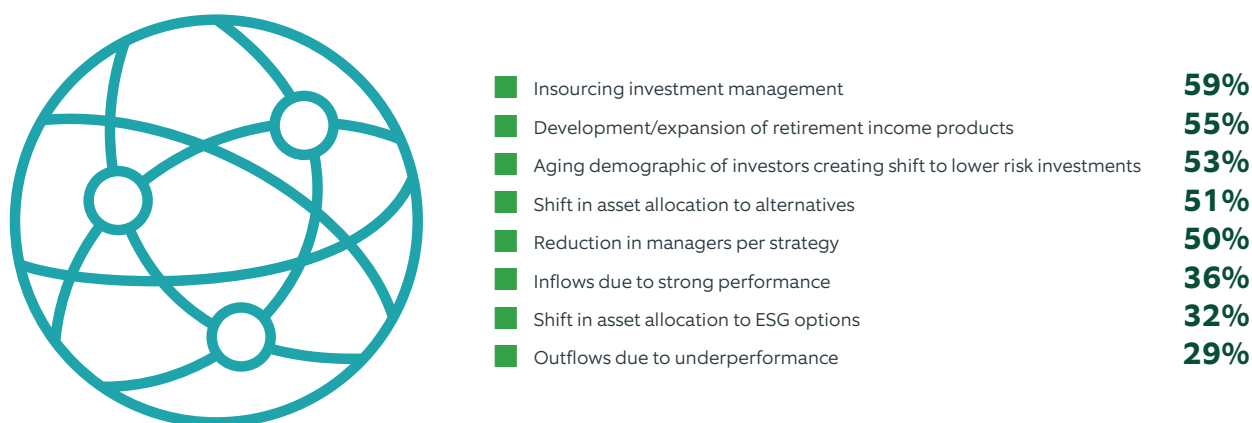 Insourcing investment management 59%
Development/expansion of retirement income products 55%
Aging demographic of investors creating shift to lower risk investments 53%
Shift in asset allocation to alternatives 51%
Reduction in managers per strategy 50%
Inflows due to strong performance 36%
Shift in asset allocation to ESG options 32%
Outflows due to underperformance 29%